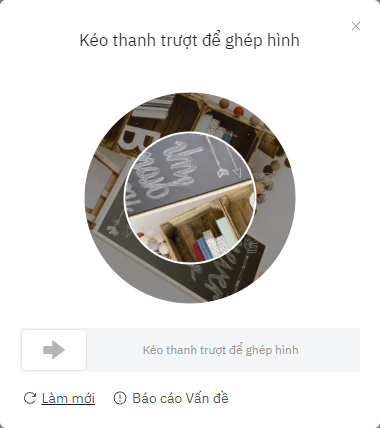 Kéo thanh trượt để ghép hình
B
Kéo thanh trượt để ghép hình
Làm mới
Báo cáo Vấn đề